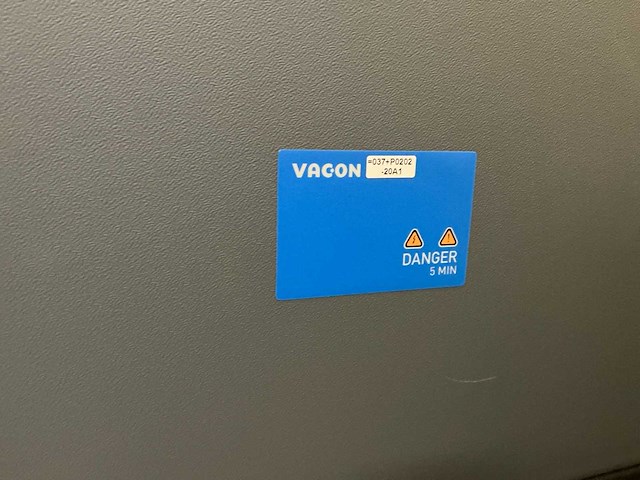 VACON
=037+P0202
-20A1
DANGER
5 MIN